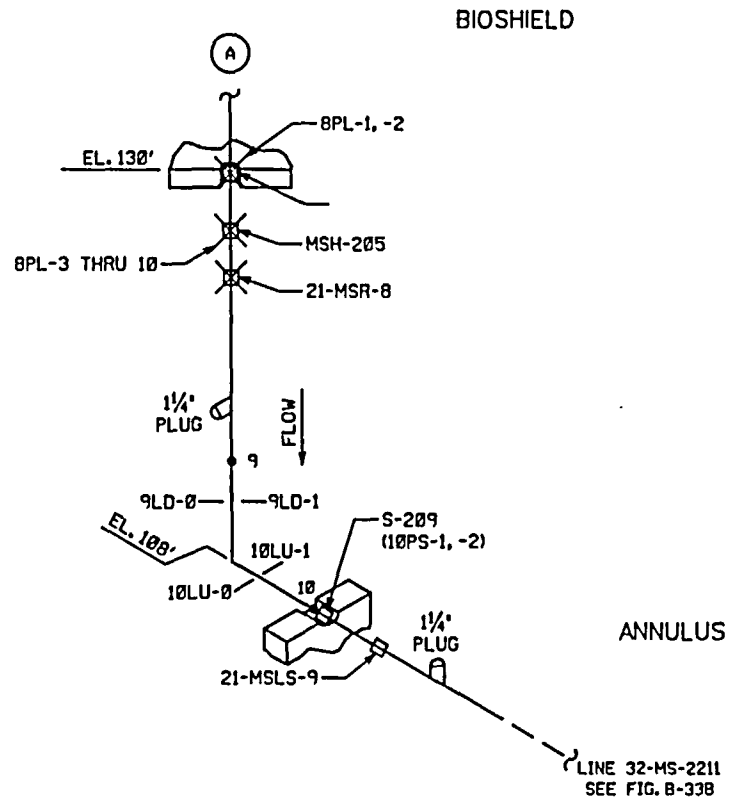 BIOSHIELD
A
8PL-1, -2
EL. 130'
MSH-205
8PL-3 THRU 10
21-MSR-8
1¼"
PLUG
FLOW
9
9LD-0
9LD-1
S-209
(10PS-1, -2)
EL. 108'
10LU-1
10LU-0
10
1¼"
PLUG
ANNULUS
21-MSLS-9
LINE 32-MS-2211
SEE FIG. B-33B